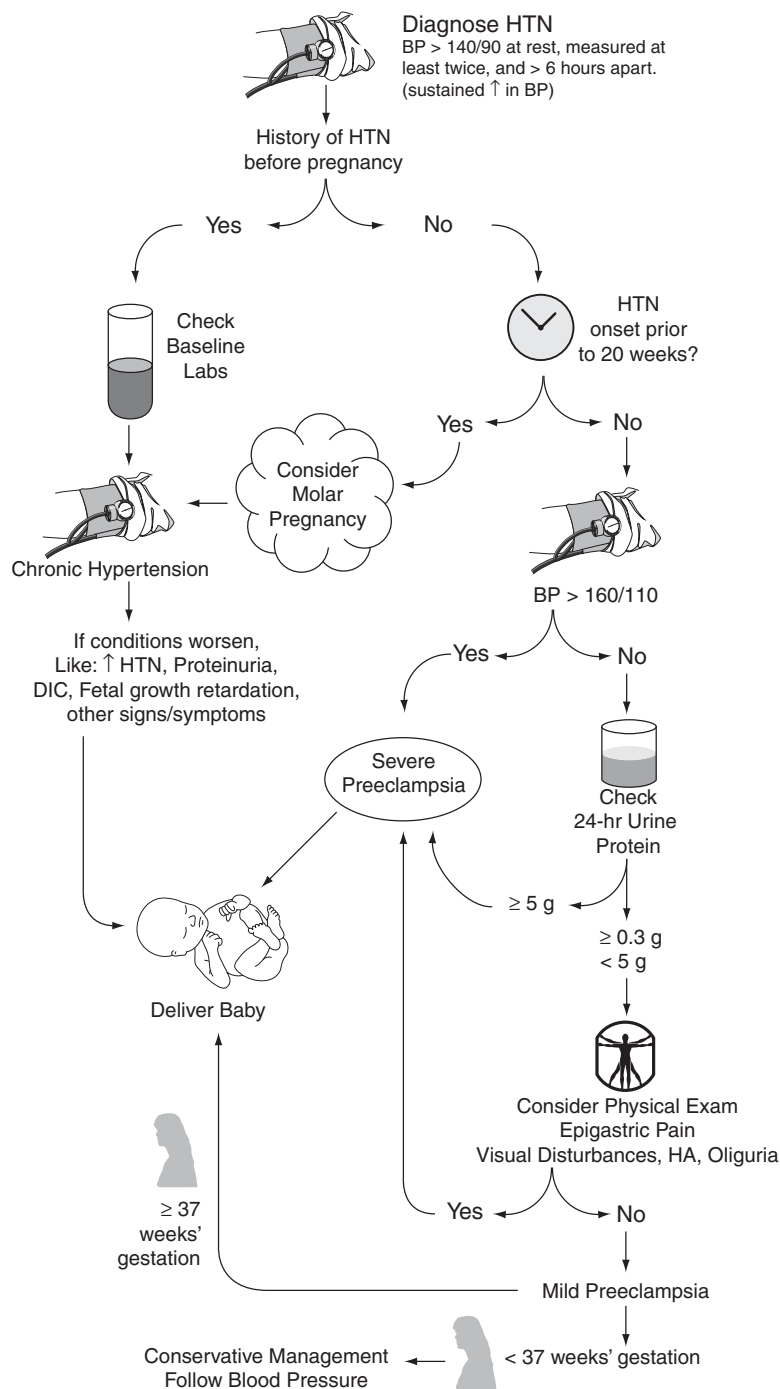 Diagnose HTN
BP > 140/90 at rest, measured at
least twice, and > 6 hours apart.
(sustained ↑ in BP)
History of HTN
before pregnancy
Yes
No
Check
Baseline
Labs
HTN
onset prior
to 20 weeks?
Yes
No
Consider
Molar
Pregnancy
Chronic Hypertension
BP > 160/110
If conditions worsen,
Like: ↑ HTN, Proteinuria,
DIC, Fetal growth retardation,
other signs/symptoms
Yes
No
Severe
Preeclampsia
Check
24-hr Urine
Protein
≥ 5 g
≥ 0.3 g
< 5 g
Deliver Baby
Consider Physical Exam
Epigastric Pain
Visual Disturbances, HA, Oliguria
Yes
No
≥ 37
weeks’
gestation
Mild Preeclampsia
< 37 weeks’ gestation
Conservative Management
Follow Blood Pressure